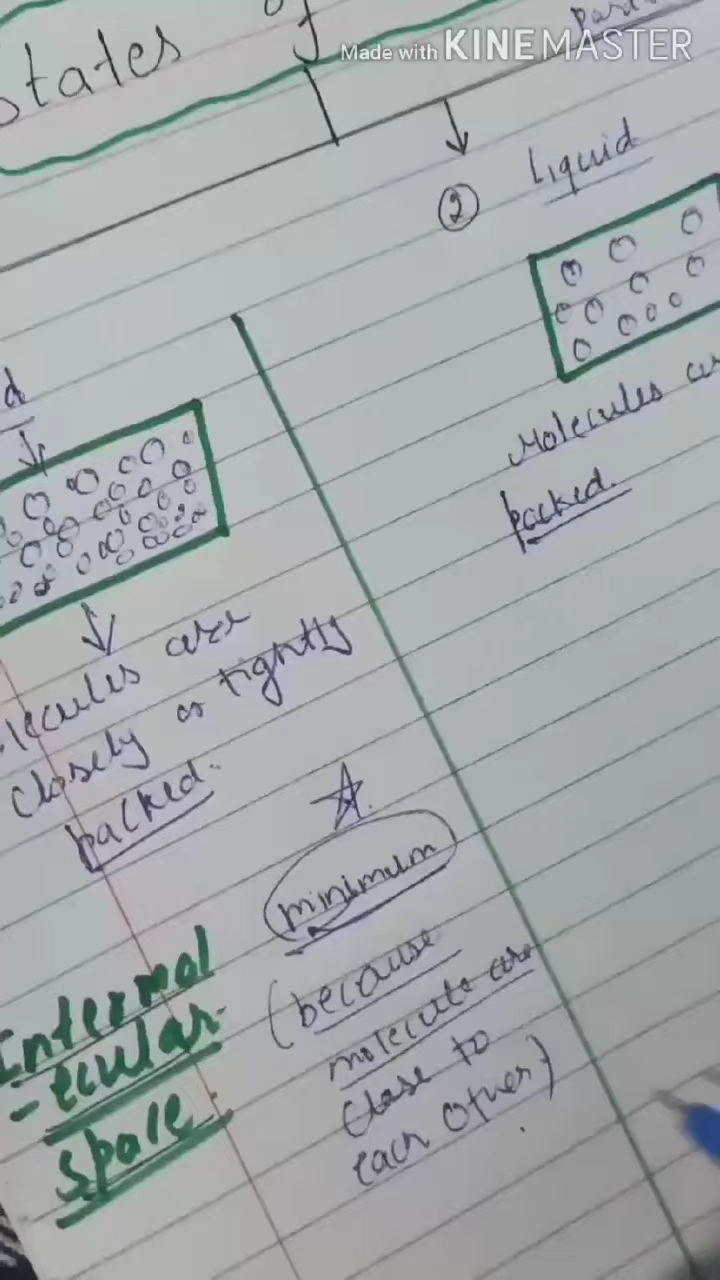 States of
Made with KINEMASTER
② Liquid
d
Molecules
packed.
lecules are
closely or tightly
packed.
minimum
(because
molecule are
close to
each other)
Intermol
-ecular
space